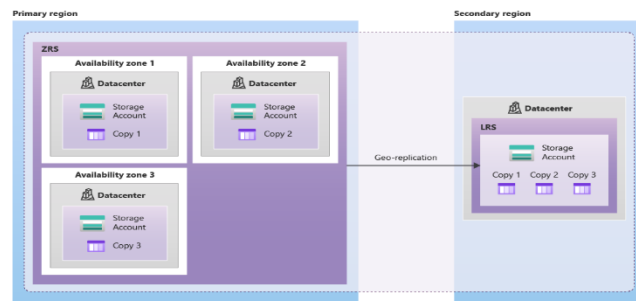 Primary region
Secondary region
ZRS
Availability zone 1
Datacenter
Storage
Account
Copy 1
Availability zone 2
Datacenter
Storage
Account
Copy 2
Availability zone 3
Datacenter
Storage
Account
Copy 3
Geo-replication
Datacenter
LRS
Storage
Account
Copy 1 Copy 2 Copy 3